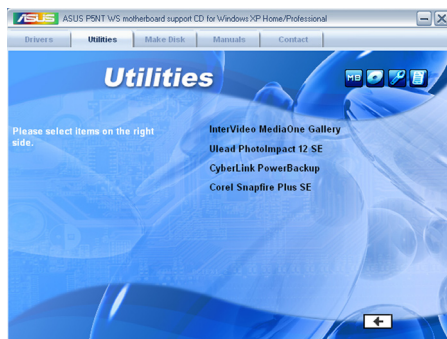 ASUS ASUS P5NT WS motherboard support CD for Windows XP Home/Professional
Drivers Utilities Make Disk Manuals Contact
Utilities
MB
Please select items on the right
side.
InterVideo MediaOne Gallery
Ulead PhotoImpact 12 SE
CyberLink PowerBackup
Corel Snapfire Plus SE